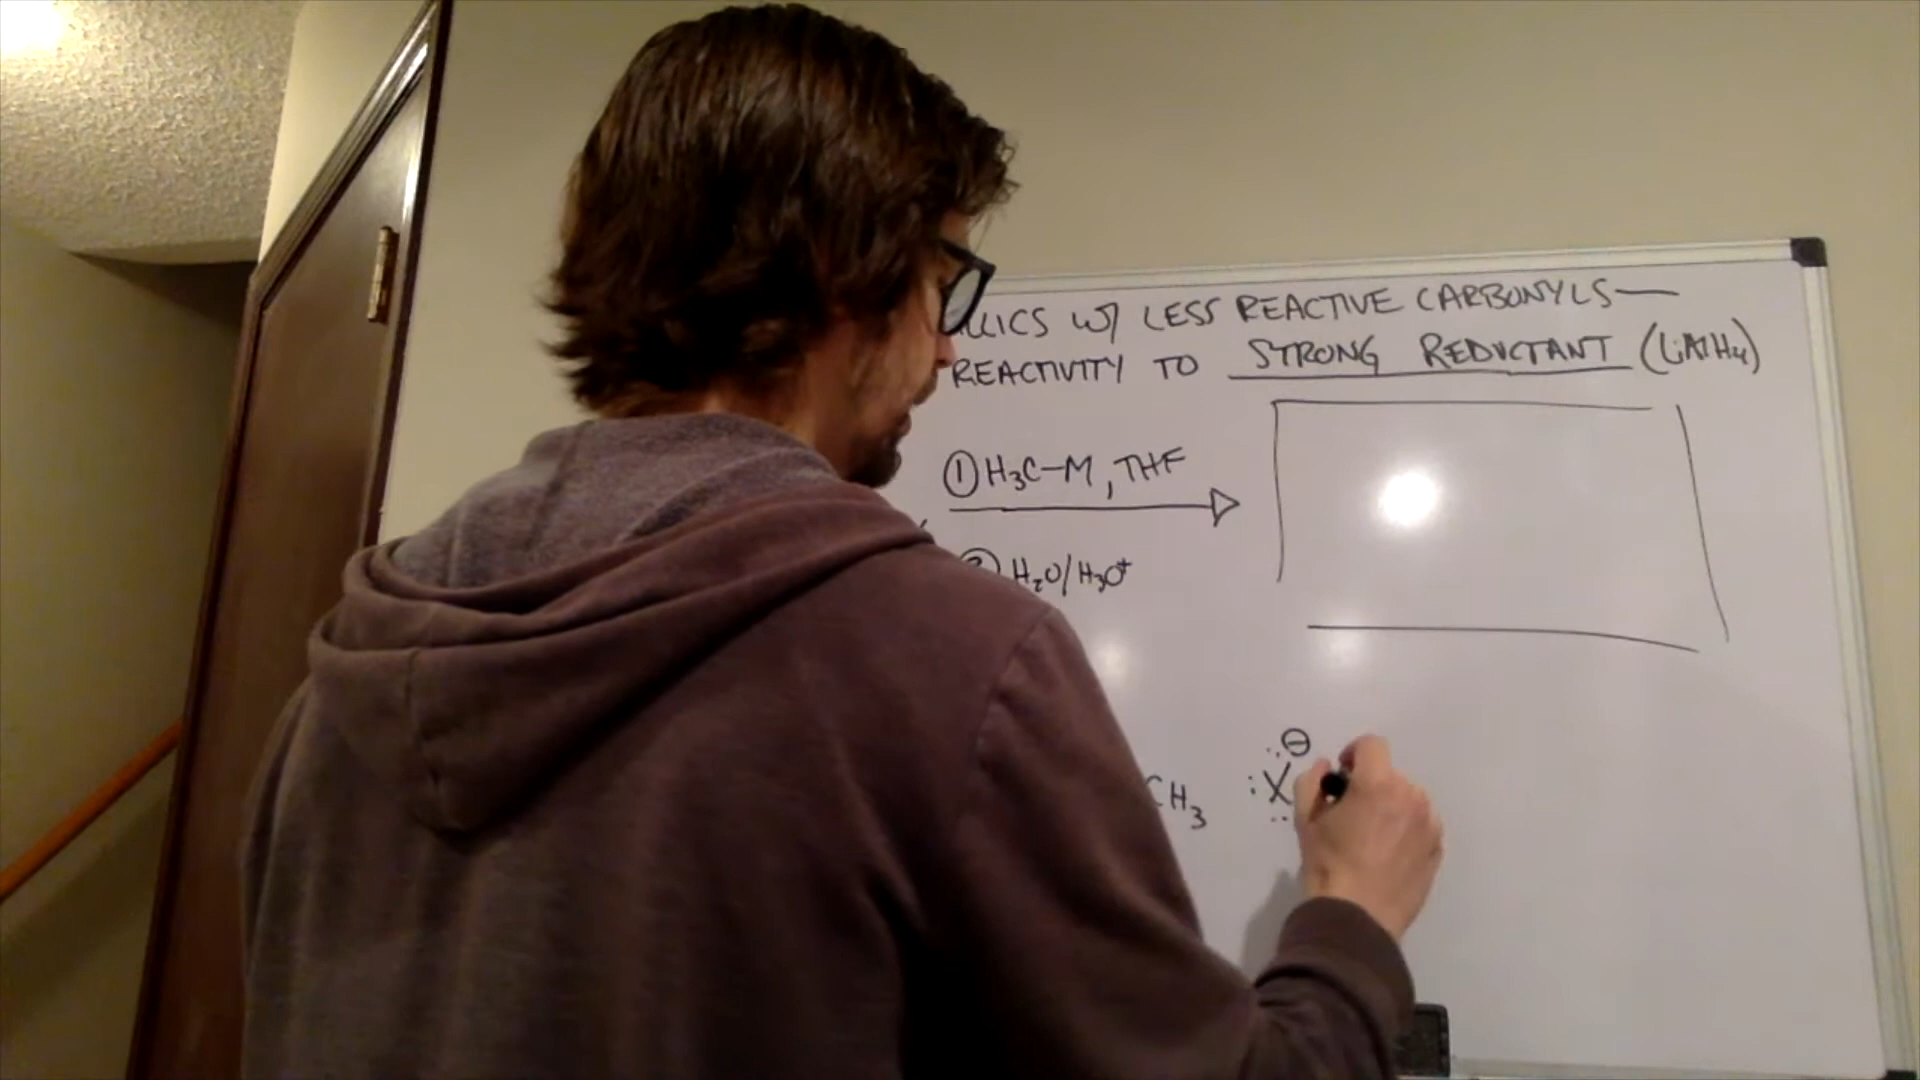 LLICS W/ LESS REACTIVE CARBONYLS—
REACTIVITY TO STRONG REDUCTANT (LiAlH4)
① H3C–M, THF
② H2O/H3O+
CH3 :X ⊖